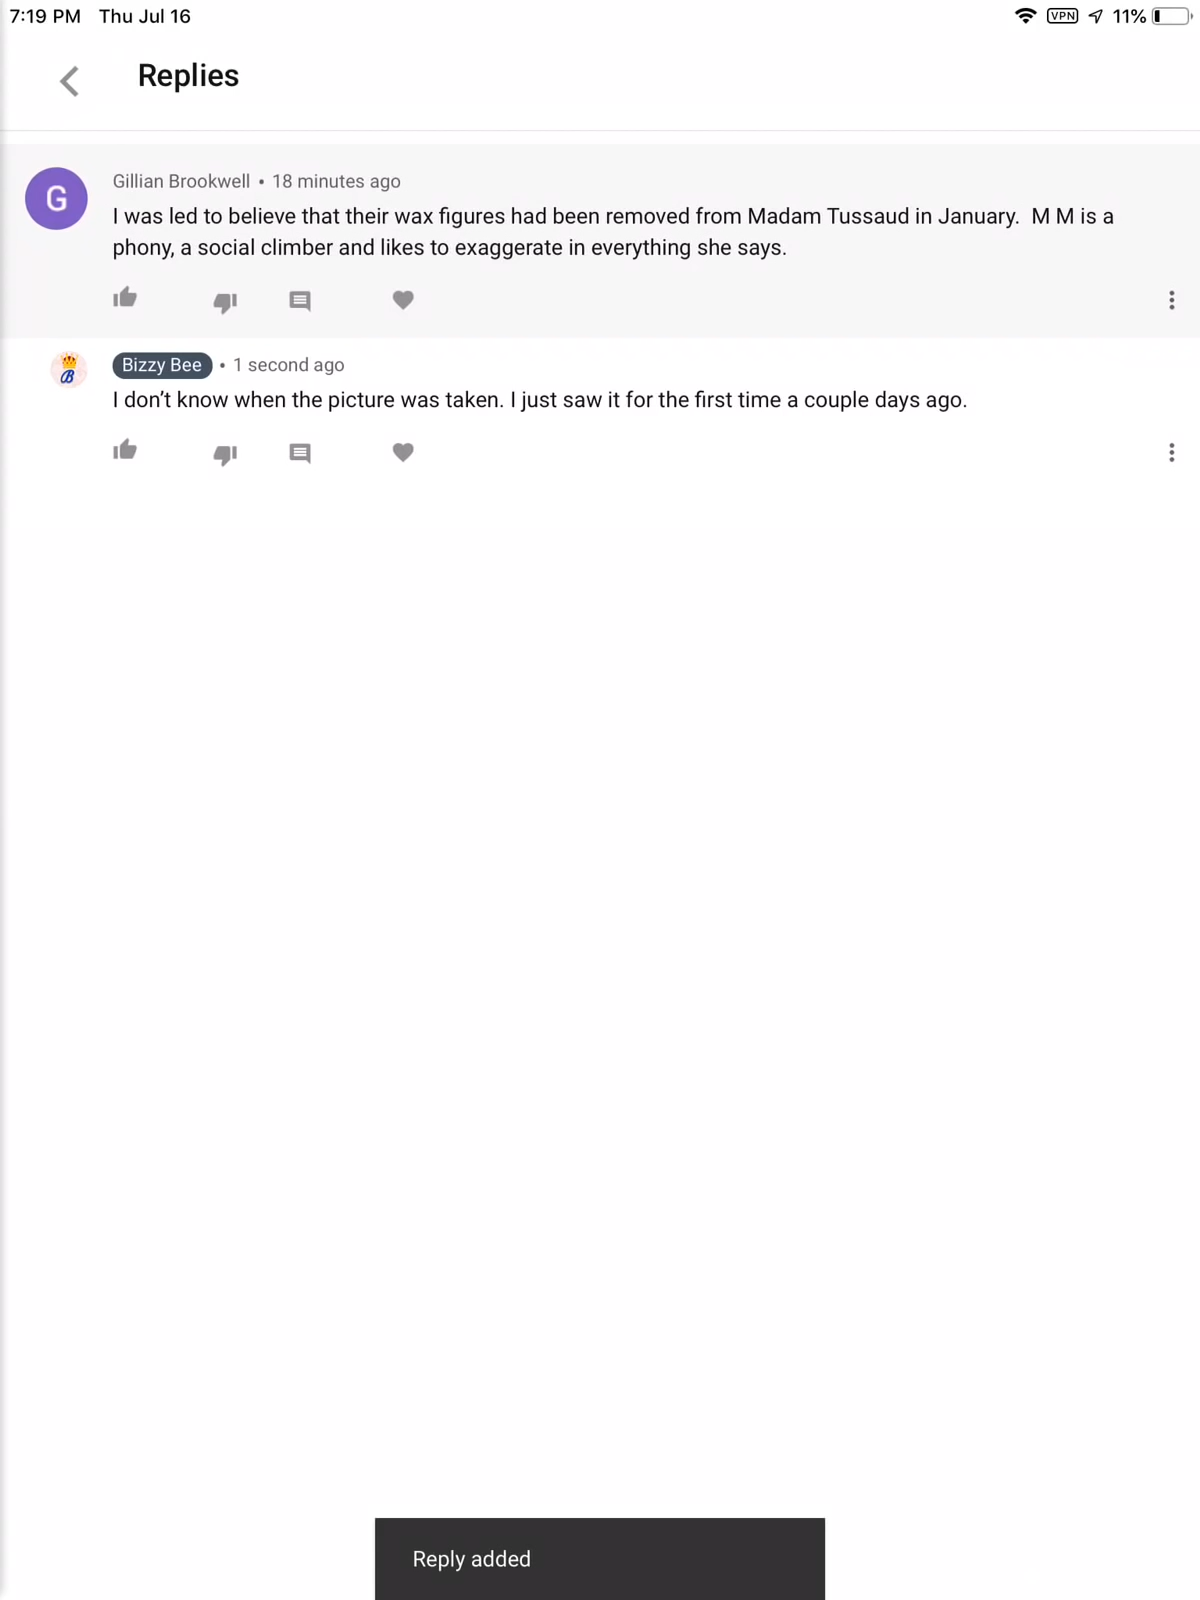 7:19 PM Thu Jul 16 VPN 11%
Replies
G
Gillian Brookwell • 18 minutes ago
I was led to believe that their wax figures had been removed from Madam Tussaud in January.  M M is a
phony, a social climber and likes to exaggerate in everything she says.
B
Bizzy Bee • 1 second ago
I don’t know when the picture was taken. I just saw it for the first time a couple days ago.
Reply added